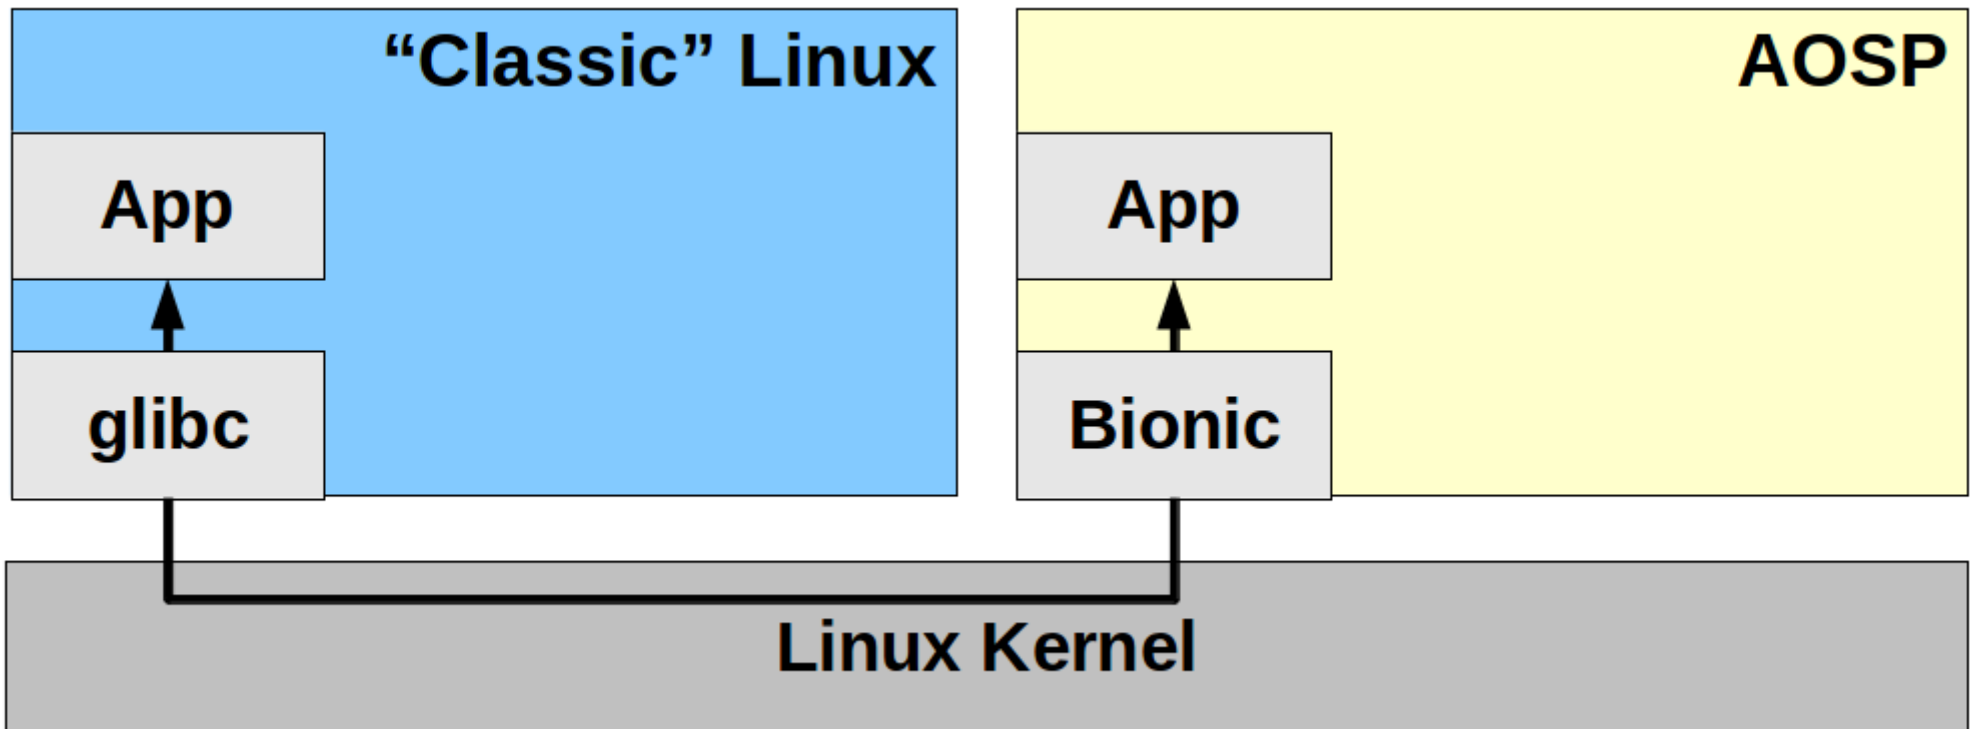 “Classic” Linux
App
glibc
AOSP
App
Bionic
Linux Kernel